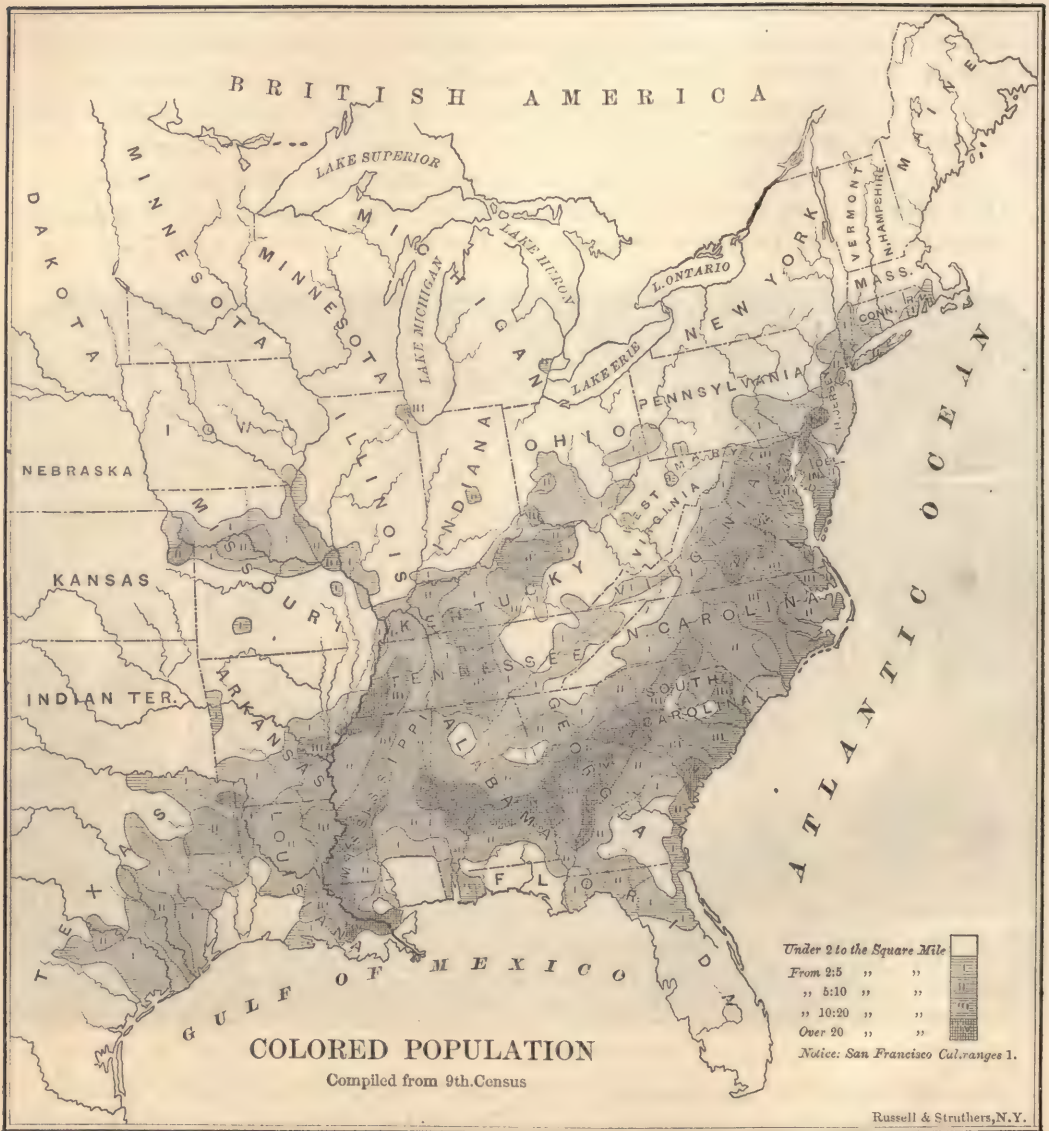 BRITISH AMERICA
LAKE SUPERIOR
MINNESOTA
DAKOTA
MICHIGAN
MINNESOTA
LAKE MICHIGAN
LAKE HURON
L. ONTARIO
LAKE ERIE
NEW YORK
VERMONT
N.HAMPSHIRE
MAINE
MASS.
CONN. R.I.
PENNSYLVANIA
N.JERSEY
IOWA
NEBRASKA
ILLINOIS
INDIANA
OHIO
WEST VIRGINIA
VIRGINIA
KANSAS
MISSOURI
KENTUCKY
N.CAROLINA
TENNESSEE
INDIAN TER.
ARKANSAS
SOUTH
CAROLINA
GEORGIA
ALABAMA
TEXAS
LOUISIANA
FLORIDA
ATLANTIC OCEAN
GULF OF MEXICO
COLORED POPULATION
Compiled from 9th.Census
Under 2 to the Square Mile
From 2:5 ,, ,,
,, 5:10 ,, ,,
,, 10:20 ,, ,,
Over 20 ,, ,,
Notice: San Francisco Cal.ranges 1.
Russell & Struthers,N.Y.